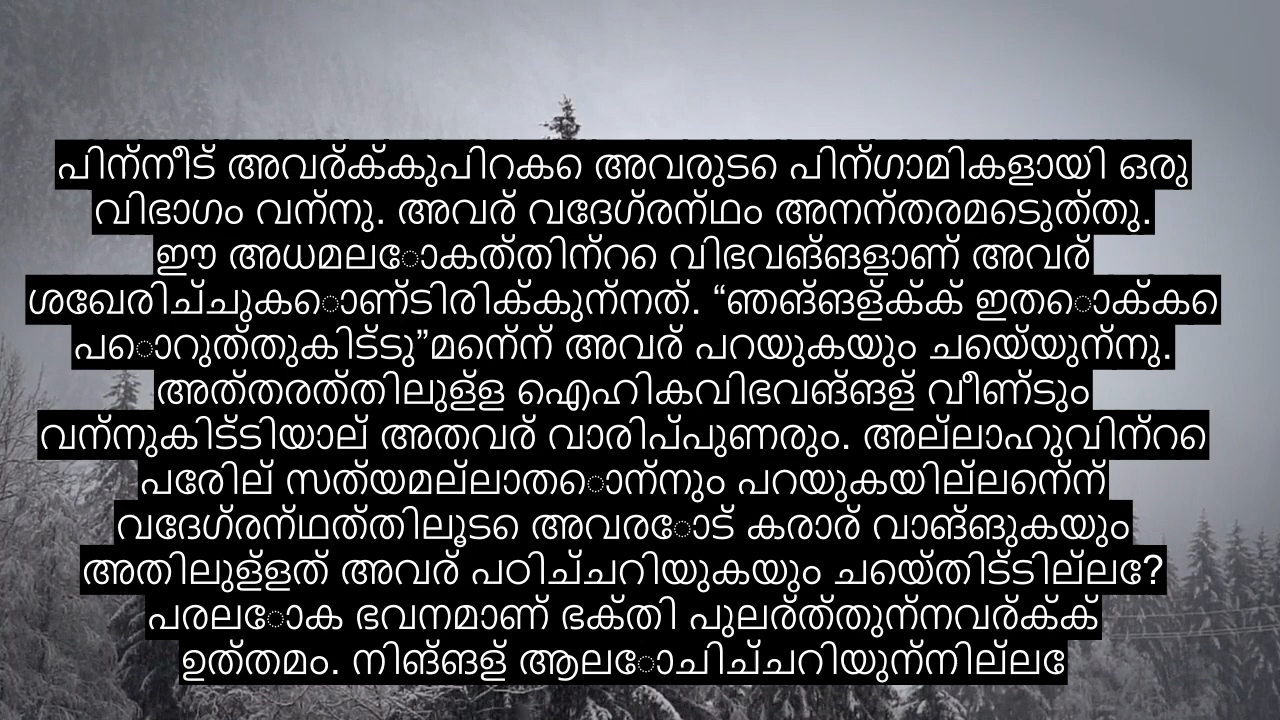 പിന്നീട് അവര്ക്കുപിറകെ അവരുടെ പിന്ഗാമികളായി ഒരു
വിഭാഗം വന്നു. അവര് വേദഗ്രന്ഥം അനന്തരമെടുത്തു.
ഈ അധമലോകത്തിന്റെ വിഭവങ്ങളാണ് അവര്
ശേഖരിച്ചുകൊണ്ടിരിക്കുന്നത്. “ഞങ്ങള്ക്ക് ഇതൊക്കെ
പൊറുത്തുകിട്ടു”മെന്ന് അവര് പറയുകയും ചെയ്യുന്നു.
അത്തരത്തിലുള്ള ഐഹികവിഭവങ്ങള് വീണ്ടും
വന്നുകിട്ടിയാല് അതവര് വാരിപ്പുണരും. അല്ലാഹുവിന്റെ
പേരില് സത്യമല്ലാതൊന്നും പറയുകയില്ലെന്ന്
വേദഗ്രന്ഥത്തിലൂടെ അവരോട് കരാര് വാങ്ങുകയും
അതിലുള്ളത് അവര് പഠിച്ചറിയുകയും ചെയ്തിട്ടില്ലേ?
പരലോക ഭവനമാണ് ഭക്തി പുലര്ത്തുന്നവര്ക്ക്
ഉത്തമം. നിങ്ങള് ആലോചിച്ചറിയുന്നില്ലേ